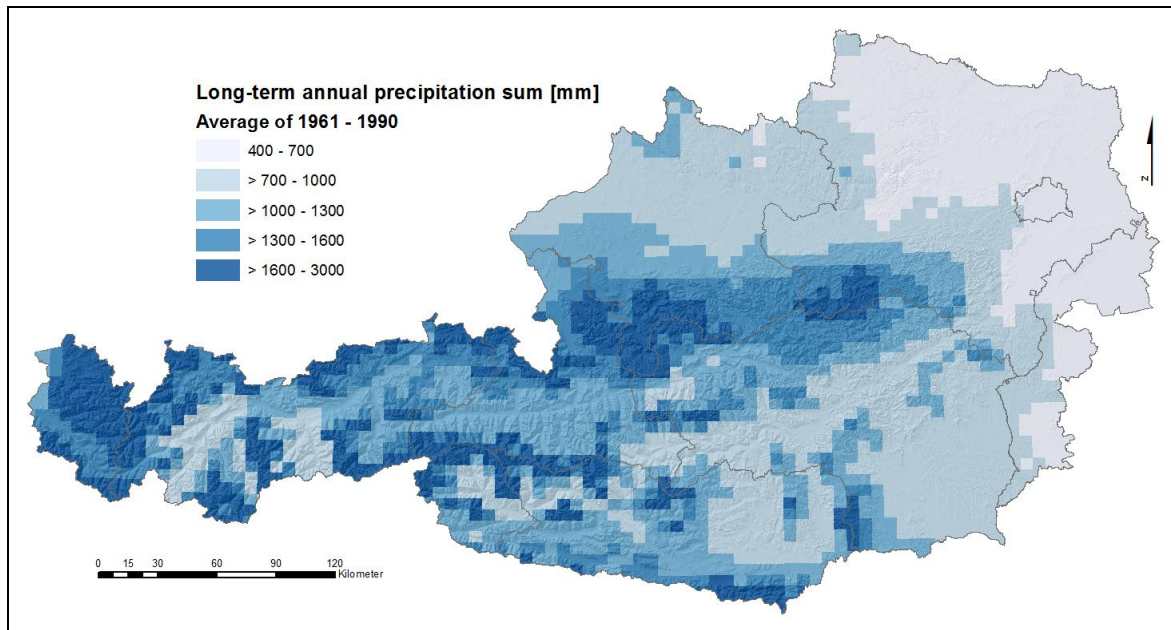 Long-term annual precipitation sum [mm]
Average of 1961 - 1990
400 - 700
> 700 - 1000
> 1000 - 1300
> 1300 - 1600
> 1600 - 3000
N
0 15 30 60 90 120
Kilometer